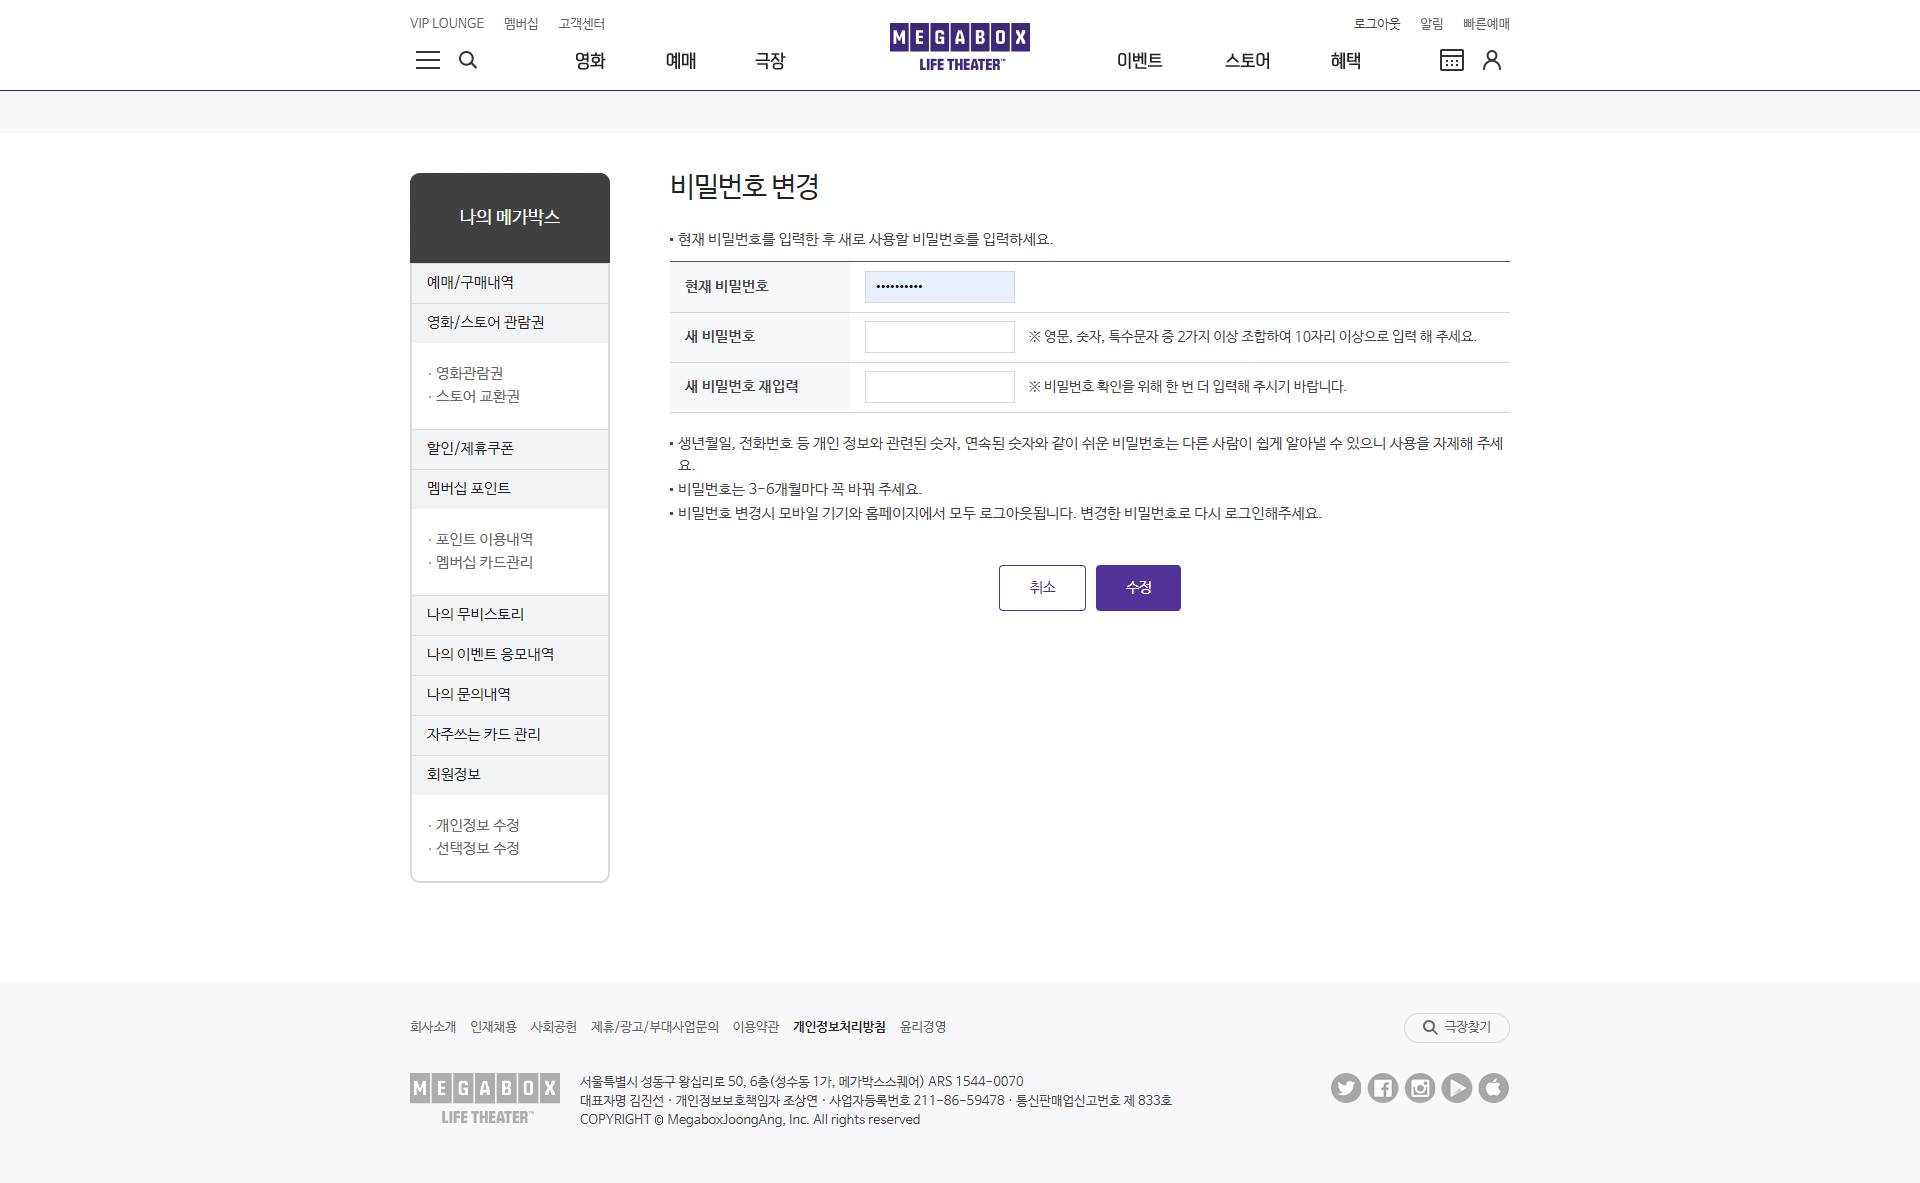 VIP LOUNGE 멤버십 고객센터
로그아웃 알림 빠른예매
영화 예매 극장
MEGABOX
LIFE THEATER™
이벤트 스토어 혜택
나의 메가박스
예매/구매내역
영화/스토어 관람권
· 영화관람권
· 스토어 교환권
할인/제휴쿠폰
멤버십 포인트
· 포인트 이용내역
· 멤버십 카드관리
나의 무비스토리
나의 이벤트 응모내역
나의 문의내역
자주쓰는 카드 관리
회원정보
· 개인정보 수정
· 선택정보 수정
비밀번호 변경
현재 비밀번호를 입력한 후 새로 사용할 비밀번호를 입력하세요.
현재 비밀번호 ••••••••••
새 비밀번호 ※ 영문, 숫자, 특수문자 중 2가지 이상 조합하여 10자리 이상으로 입력 해 주세요.
새 비밀번호 재입력 ※ 비밀번호 확인을 위해 한 번 더 입력해 주시기 바랍니다.
생년월일, 전화번호 등 개인 정보와 관련된 숫자, 연속된 숫자와 같이 쉬운 비밀번호는 다른 사람이 쉽게 알아낼 수 있으니 사용을 자제해 주세
요.
비밀번호는 3-6개월마다 꼭 바꿔 주세요.
비밀번호 변경시 모바일 기기와 홈페이지에서 모두 로그아웃됩니다. 변경한 비밀번호로 다시 로그인해주세요.
취소 수정
회사소개 인재채용 사회공헌 제휴/광고/부대사업문의 이용약관 개인정보처리방침 윤리경영
극장찾기
MEGABOX
LIFE THEATER™
서울특별시 성동구 왕십리로 50, 6층(성수동 1가, 메가박스스퀘어) ARS 1544-0070
대표자명 김진선 · 개인정보보호책임자 조상연 · 사업자등록번호 211-86-59478 · 통신판매업신고번호 제 833호
COPYRIGHT © MegaboxJoongAng, Inc. All rights reserved